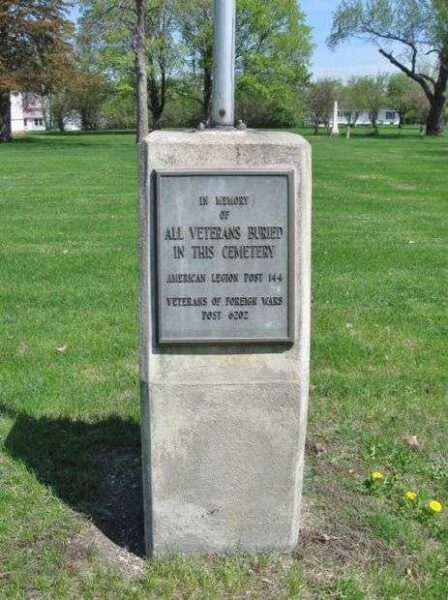 IN MEMORY
OF
ALL VETERANS BURIED
IN THIS CEMETERY
AMERICAN LEGION POST 144
VETERANS OF FOREIGN WARS
POST 6202